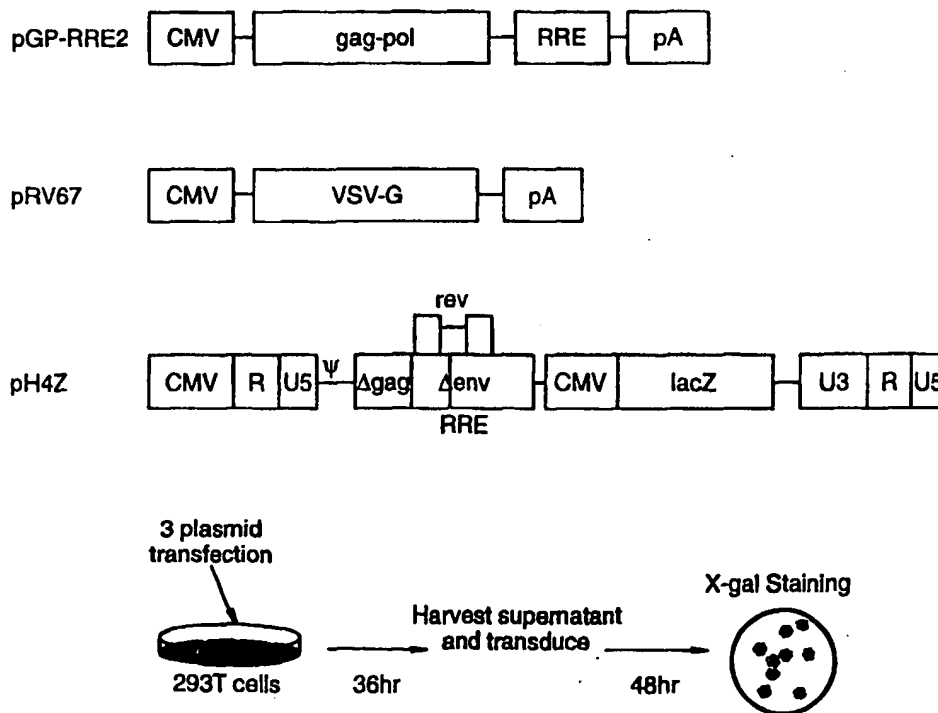 pGP-RRE2 CMV gag-pol RRE pA
pRV67 CMV VSV-G pA
rev
pH4Z CMV R U5 ψ Δgag Δenv CMV lacZ U3 R U5
RRE
3 plasmid
transfection
X-gal Staining
Harvest supernatant
and transduce
293T cells 36hr 48hr